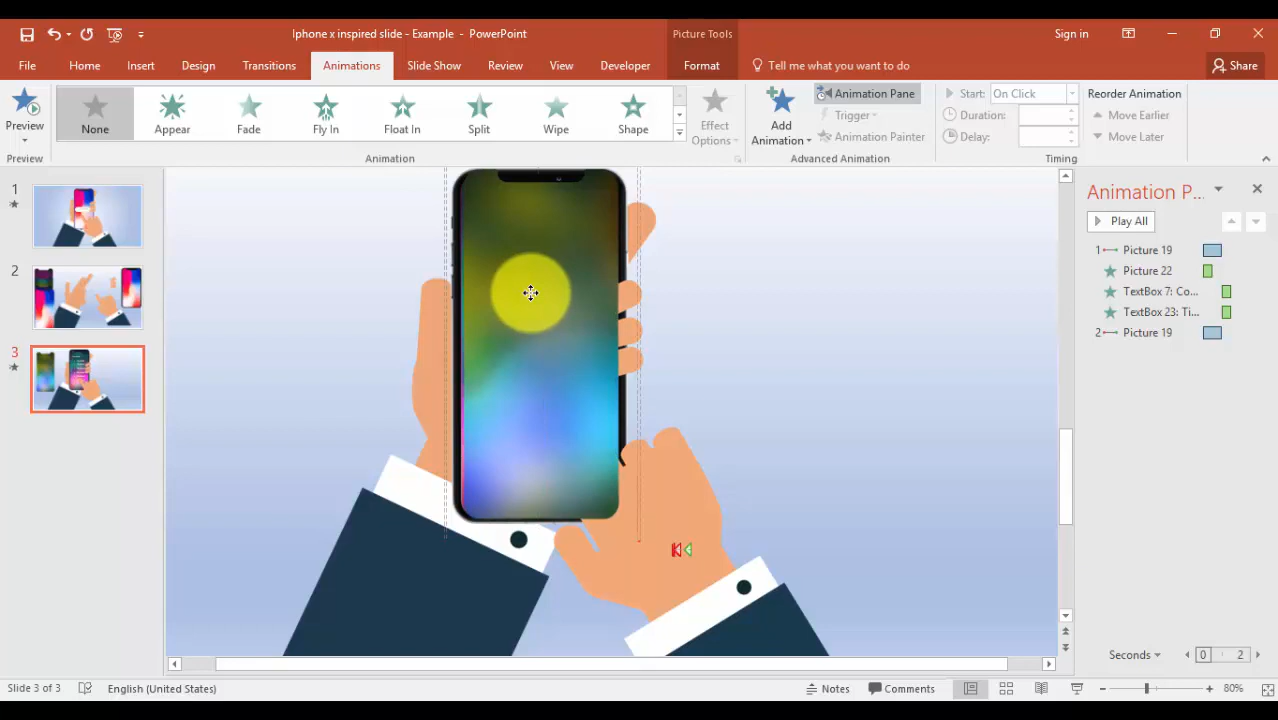 Iphone x inspired slide - Example - PowerPoint
Picture Tools
Sign in
File Home Insert Design Transitions Animations Slide Show Review View Developer Format Tell me what you want to do Share
Preview
None Appear Fade Fly In Float In Split Wipe Shape
Effect Options
Add Animation
Animation Pane
Trigger
Animation Painter
Start: On Click
Duration:
Delay:
Reorder Animation
Move Earlier
Move Later
Preview Animation Advanced Animation Timing
1
2
3
Animation P...
Play All
1 Picture 19
Picture 22
TextBox 7: Co...
TextBox 23: Ti...
2 Picture 19
Seconds 0 2
Slide 3 of 3 English (United States) Notes Comments 80%